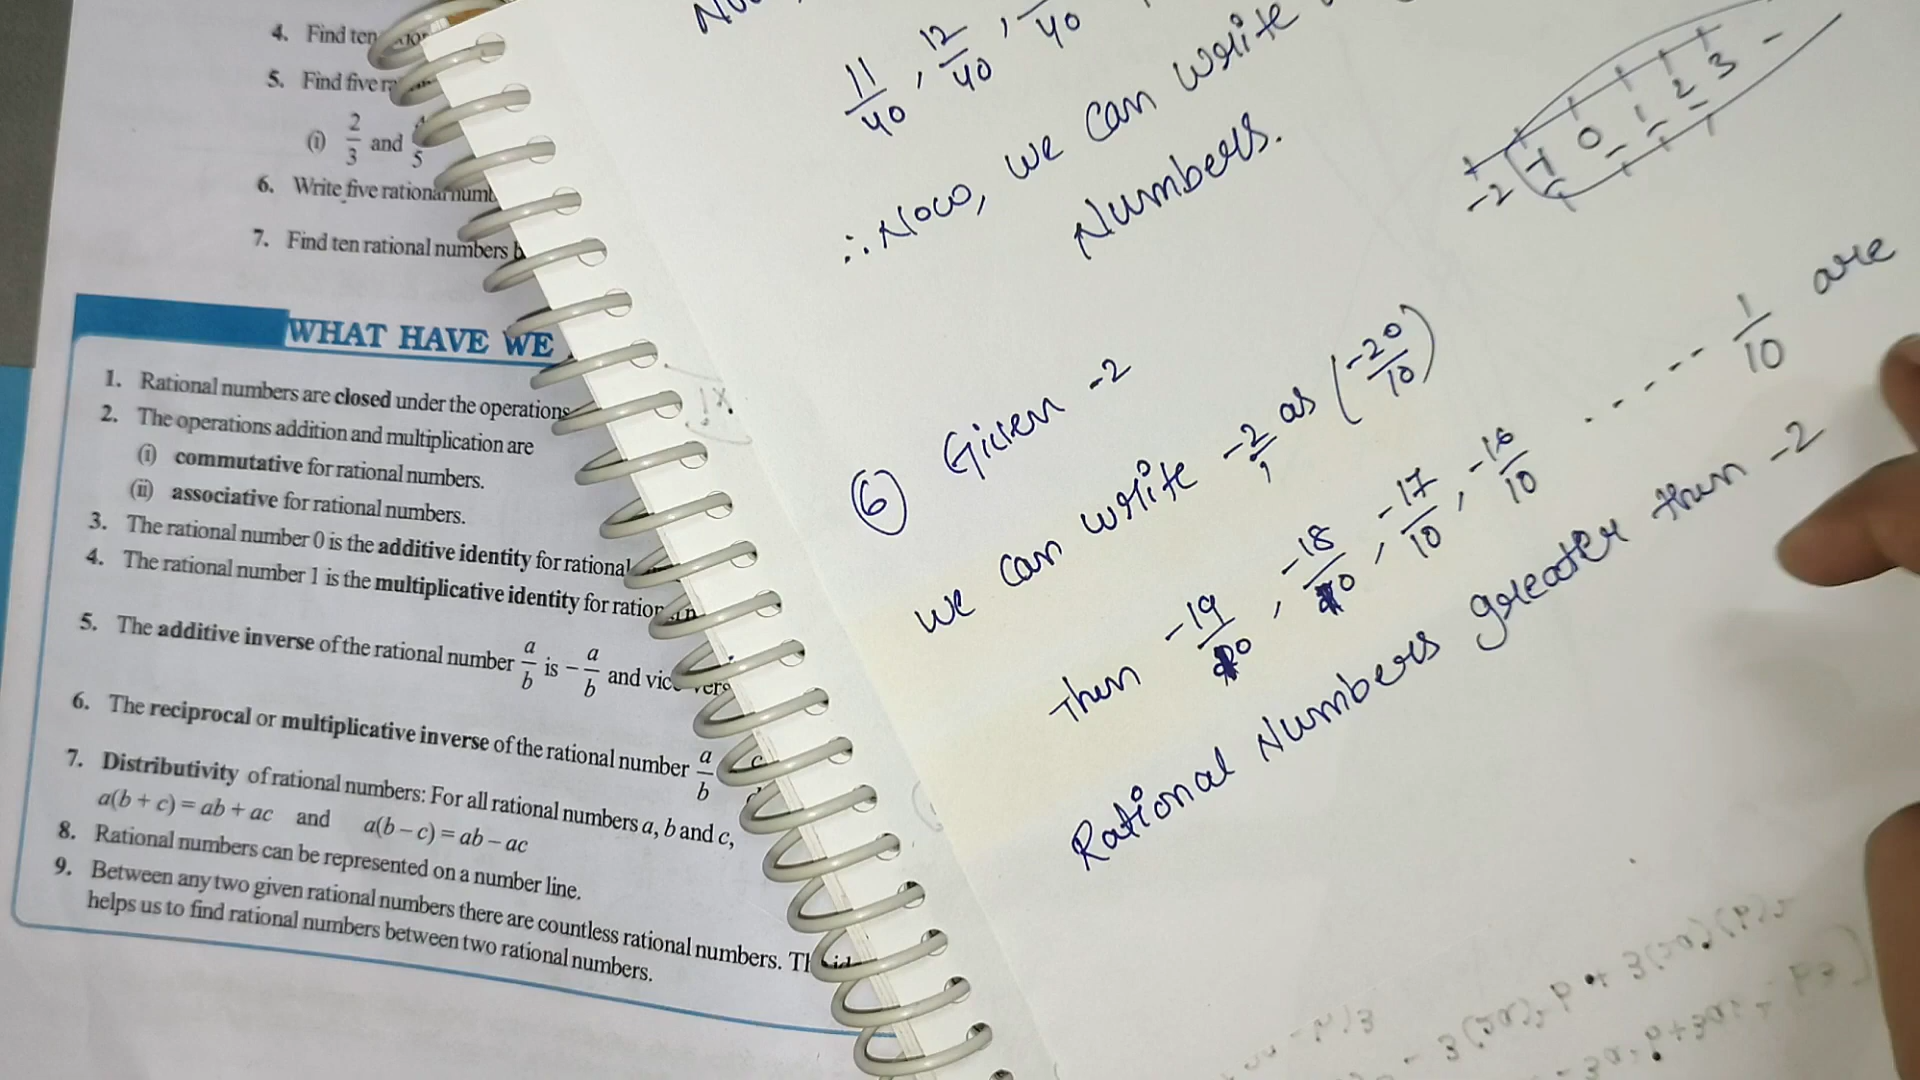 4. Find ten
5. Find five
(i) 2/3 and 4/5
6. Write five rational numb
7. Find ten rational numbers b
WHAT HAVE WE
1. Rational numbers are closed under the operations
2. The operations addition and multiplication are
(i) commutative for rational numbers.
(ii) associative for rational numbers.
3. The rational number 0 is the additive identity for rational
4. The rational number 1 is the multiplicative identity for ration
5. The additive inverse of the rational number a/b is -a/b and vice vers
6. The reciprocal or multiplicative inverse of the rational number a/b
7. Distributivity of rational numbers: For all rational numbers a, b and c,
a(b + c) = ab + ac and a(b – c) = ab – ac
8. Rational numbers can be represented on a number line.
9. Between any two given rational numbers there are countless rational numbers. Th
helps us to find rational numbers between two rational numbers.
11/40, 12/40, /40
∴ Now, we can write
Numbers.
-2 -1 0 1 2 3
(6) Given -2
we can write -2/1 as (-20/10)
Then -19/10, -18/10, -17/10, -16/10 ..... 1/10 are
Rational Numbers greater then -2